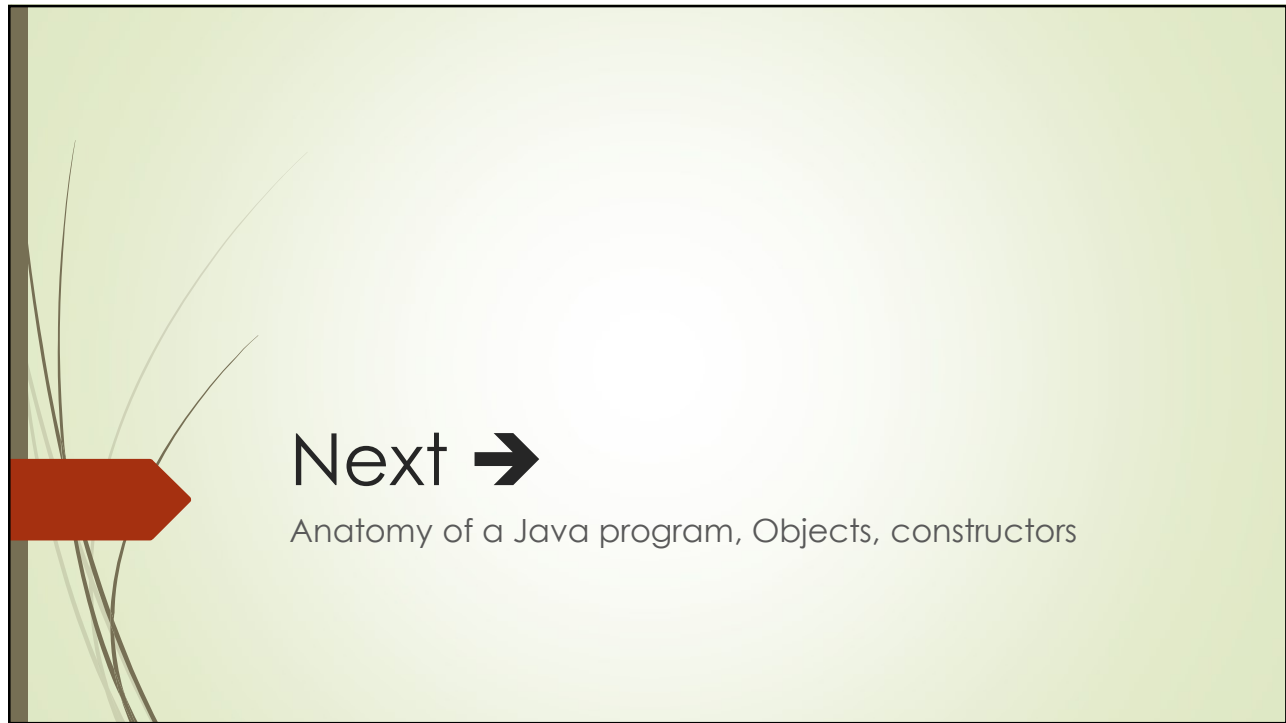 Next ➔
Anatomy of a Java program, Objects, constructors